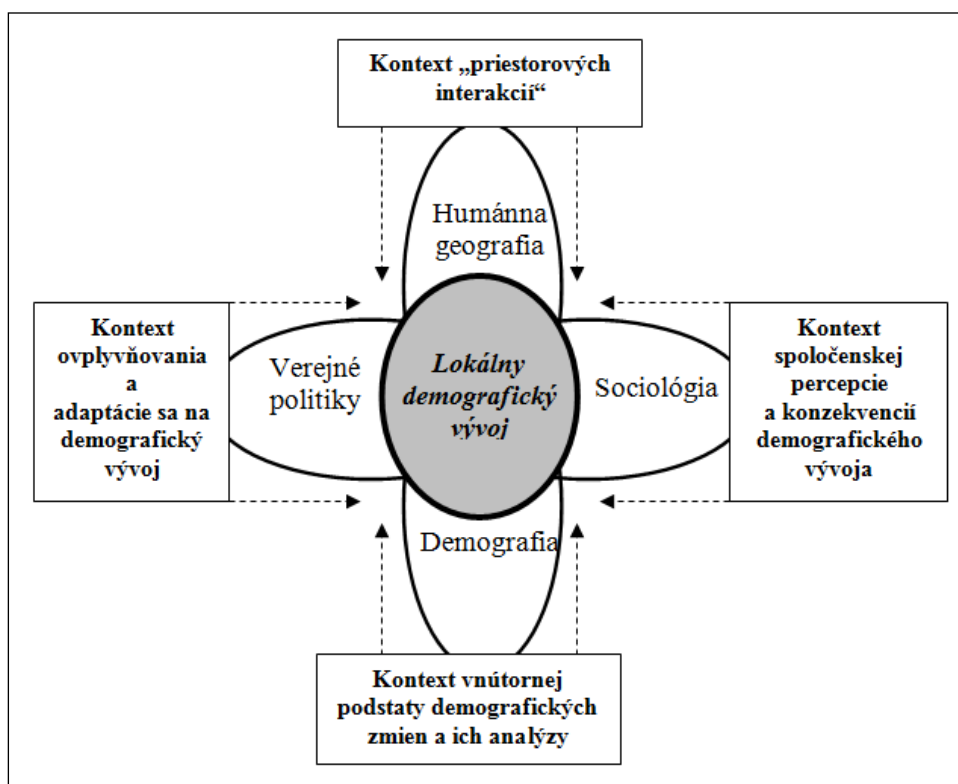 Kontext „priestorových
interakcií“
Humánna
geografia
Kontext
ovplyvňovania
a
adaptácie sa na
demografický
vývoj
Verejné
politiky
Lokálny
demografický
vývoj
Sociológia
Kontext
spoločenskej
percepcie
a konzekvencií
demografického
vývoja
Demografia
Kontext vnútornej
podstaty demografických
zmien a ich analýzy